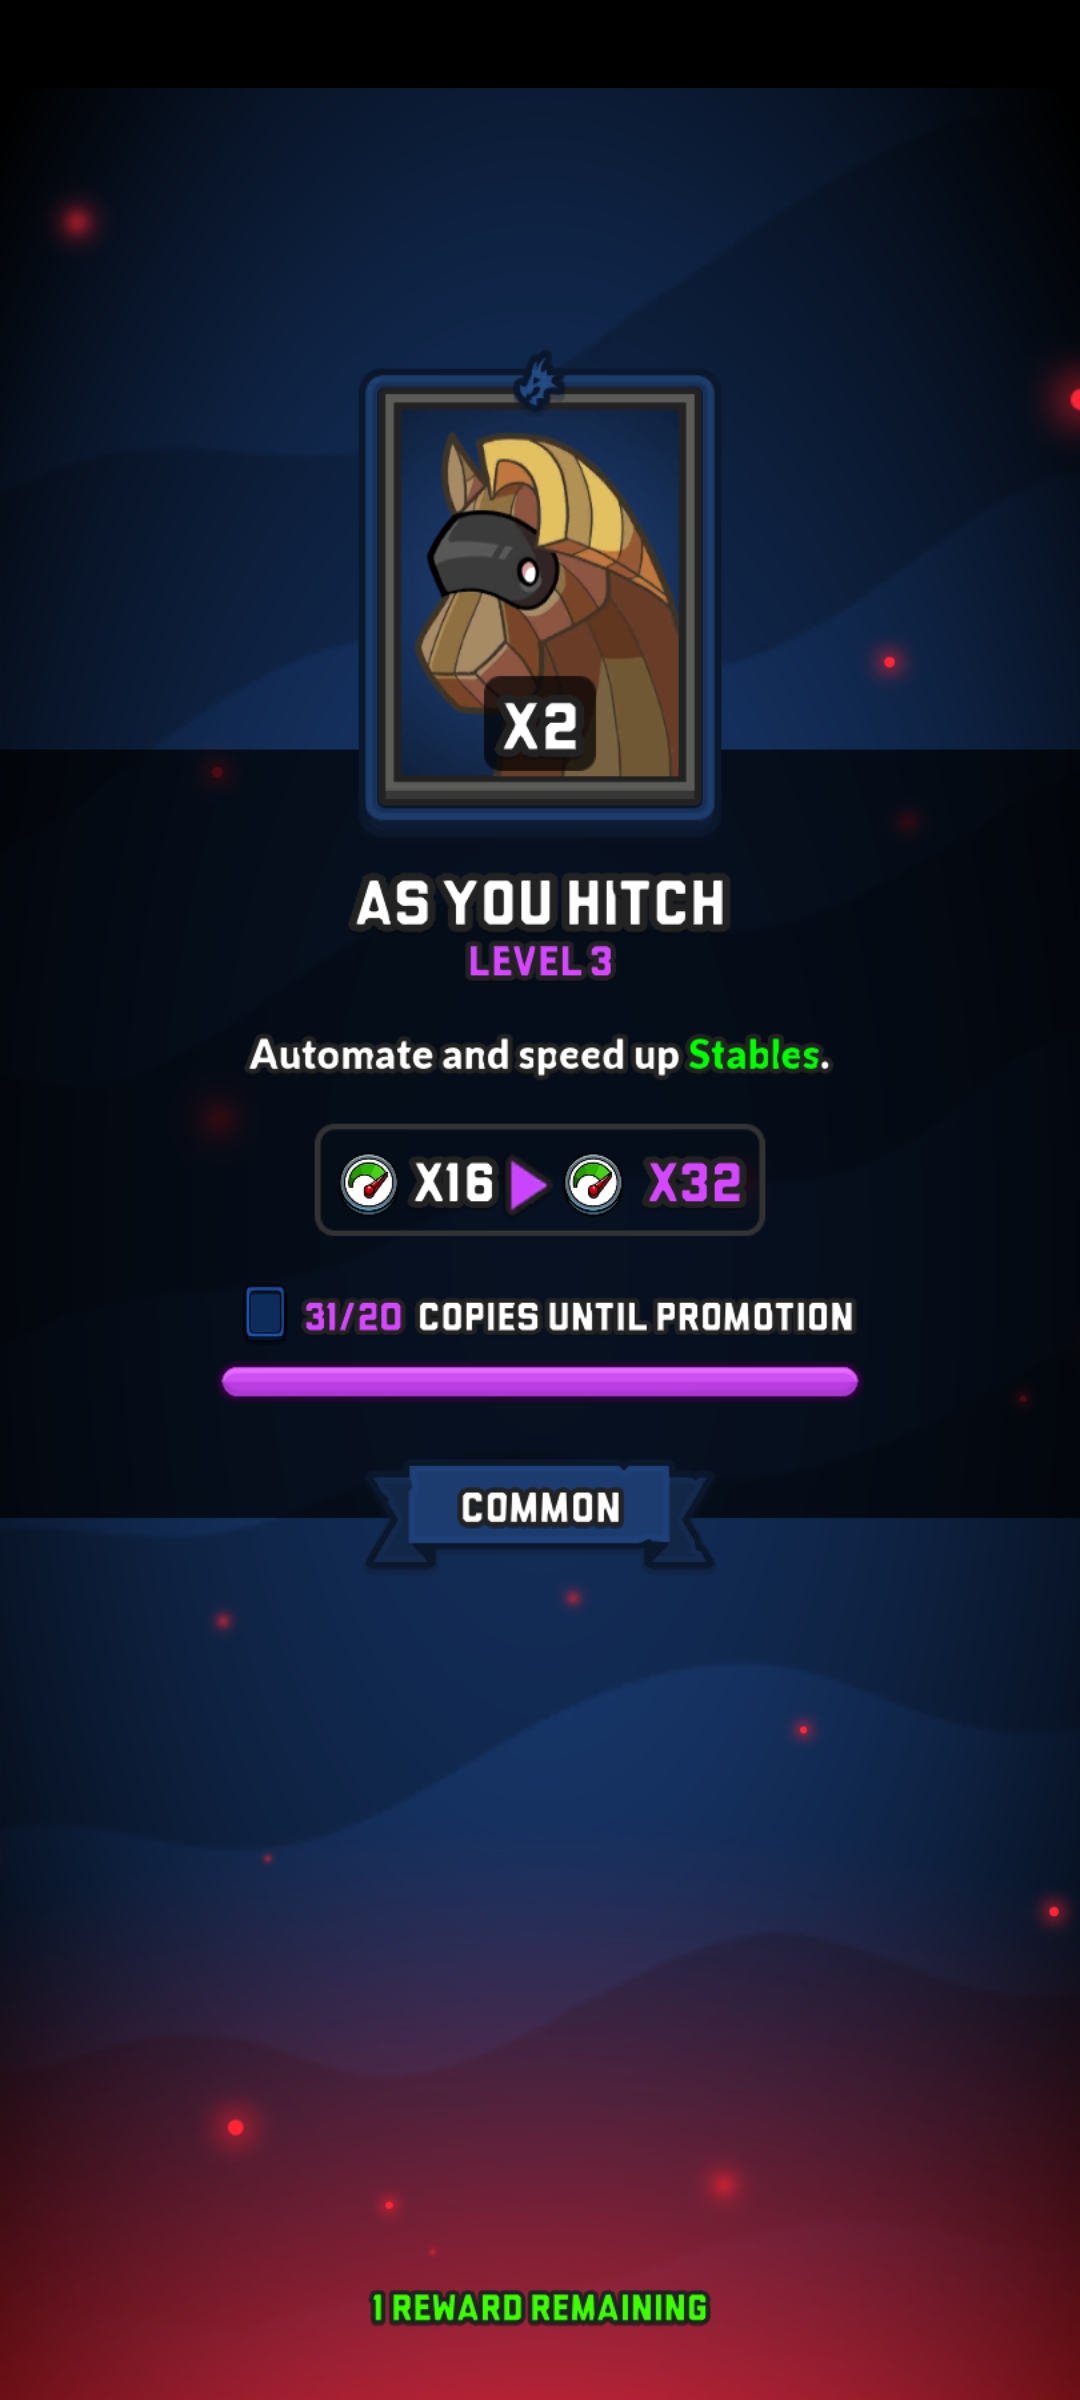 X2
AS YOU HITCH
LEVEL 3
Automate and speed up Stables.
X16 X32
31/20 COPIES UNTIL PROMOTION
COMMON
1 REWARD REMAINING